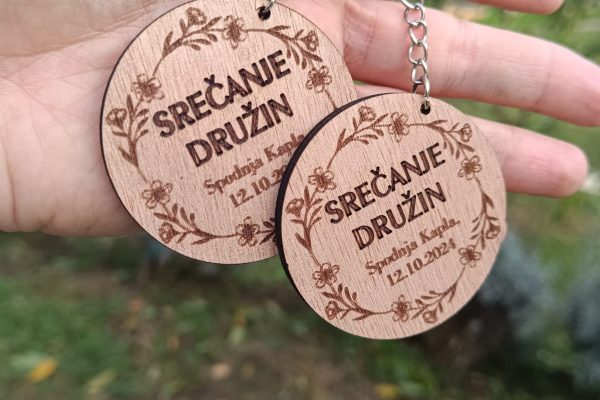 SREČANJE
DRUŽIN
Spodnja Kapla,
12.10.2024
SREČANJE
DRUŽIN
Spodnja Kapla,
12.10.2024